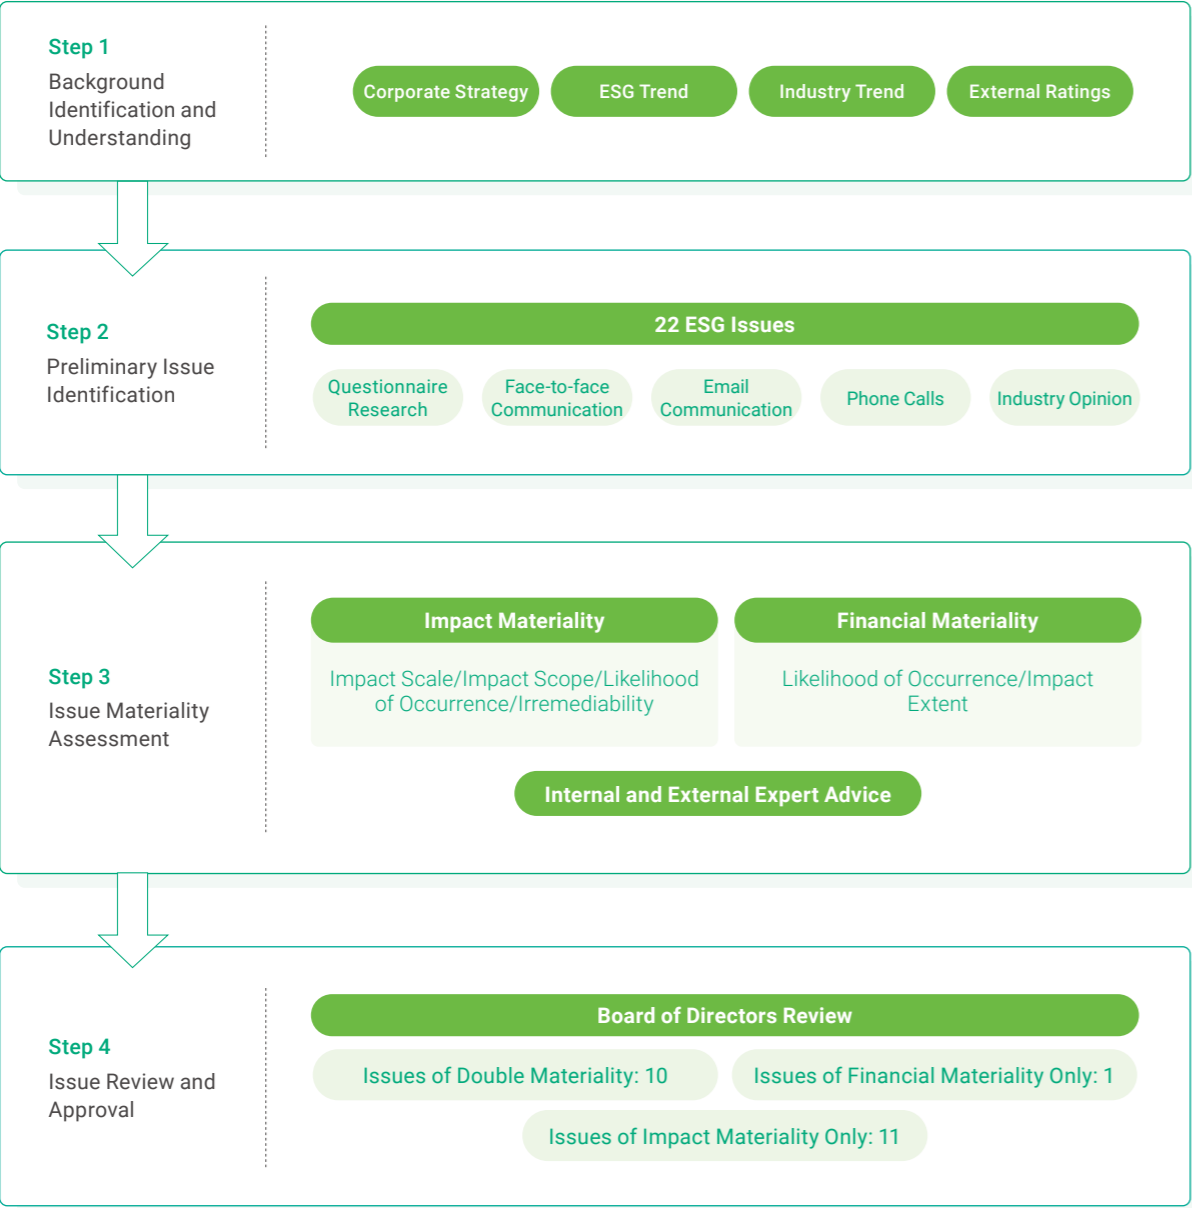 Step 1
Background
Identification and
Understanding
Corporate Strategy
ESG Trend
Industry Trend
External Ratings
Step 2
Preliminary Issue
Identification
22 ESG Issues
Questionnaire
Research
Face-to-face
Communication
Email
Communication
Phone Calls
Industry Opinion
Step 3
Issue Materiality
Assessment
Impact Materiality
Impact Scale/Impact Scope/Likelihood
of Occurrence/Irremediability
Financial Materiality
Likelihood of Occurrence/Impact
Extent
Internal and External Expert Advice
Step 4
Issue Review and
Approval
Board of Directors Review
Issues of Double Materiality: 10
Issues of Financial Materiality Only: 1
Issues of Impact Materiality Only: 11